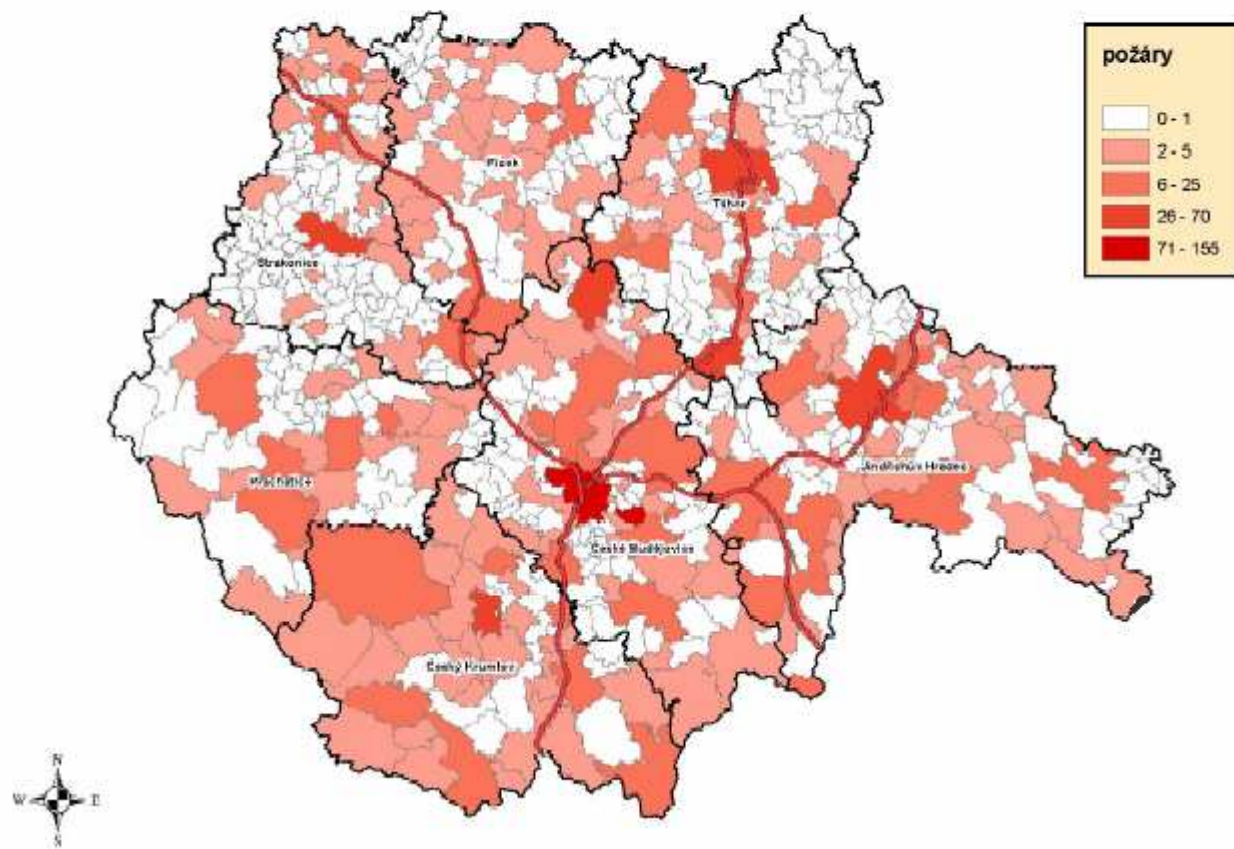 požáry
0 - 1
2 - 5
6 - 25
26 - 70
71 - 155
Písek
Tábor
Strakonice
Prachatice
Jindřichův Hradec
České Budějovice
Český Krumlov
N
W
E
S